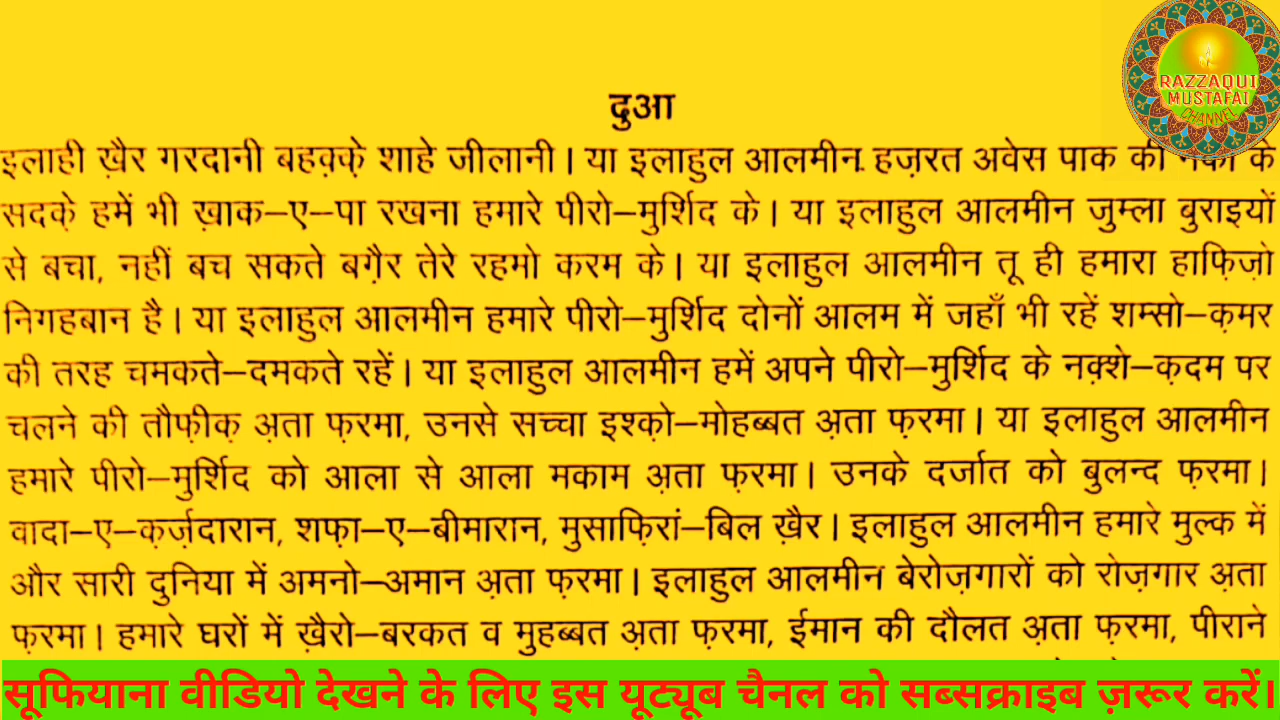 RAZZAQUI
MUSTAFAI
CHANNEL
दुआ
इलाही ख़ैर गरदानी बहक़्क़े शाहे जीलानी। या इलाहुल आलमीन. हज़रत अवेस पाक की के
सदक़े हमें भी ख़ाक–ए–पा रखना हमारे पीरो–मुर्शिद के। या इलाहुल आलमीन जुम्ला बुराइयों
से बचा, नहीं बच सकते बग़ैर तेरे रहमो करम के। या इलाहुल आलमीन तू ही हमारा हाफ़िज़ो
निगहबान है। या इलाहुल आलमीन हमारे पीरो–मुर्शिद दोनों आलम में जहाँ भी रहें शम्सो–क़मर
की तरह चमकते–दमकते रहें। या इलाहुल आलमीन हमें अपने पीरो–मुर्शिद के नक़्शे–क़दम पर
चलने की तौफ़ीक़ अ़ता फ़रमा, उनसे सच्चा इश्क़ो–मोहब्बत अ़ता फ़रमा। या इलाहुल आलमीन
हमारे पीरो–मुर्शिद को आला से आला मकाम अ़ता फ़रमा। उनके दर्जात को बुलन्द फ़रमा।
वादा–ए–क़र्ज़दारान, शफ़ा–ए–बीमारान, मुसाफ़िरां–बिल ख़ैर। इलाहुल आलमीन हमारे मुल्क में
और सारी दुनिया में अमनो–अमान अ़ता फ़रमा। इलाहुल आलमीन बेरोज़गारों को रोज़गार अ़ता
फ़रमा। हमारे घरों में ख़ैरो–बरकत व मुहब्बत अ़ता फ़रमा, ईमान की दौलत अ़ता फ़रमा, पीराने
सूफियाना वीडियो देखने के लिए इस यूट्यूब चैनल को सब्सक्राइब ज़रूर करें।